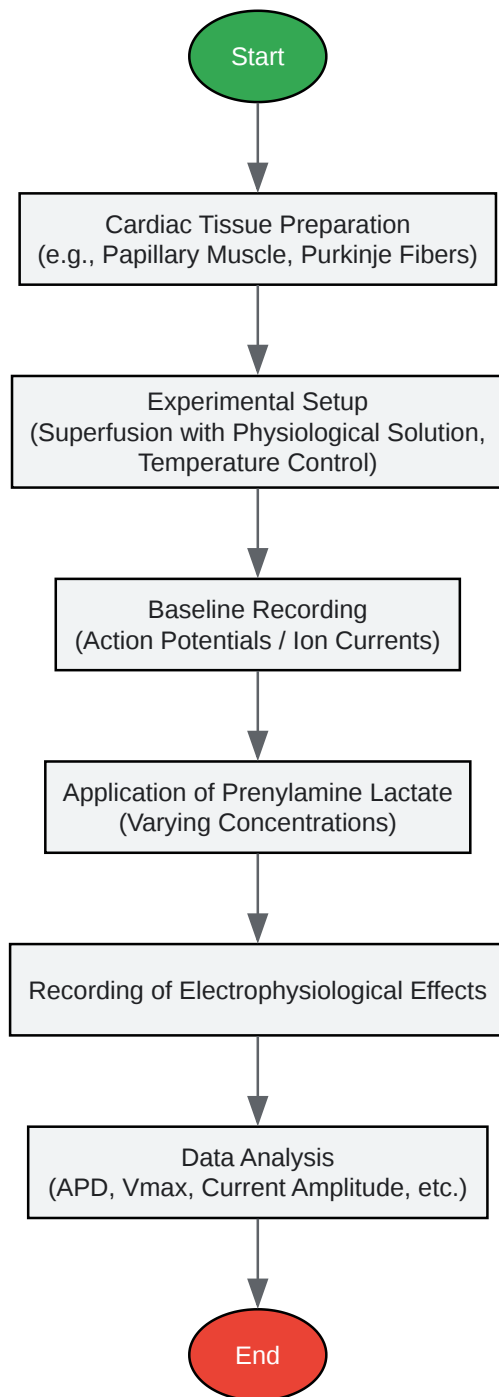 Start
Cardiac Tissue Preparation
(e.g., Papillary Muscle, Purkinje Fibers)
Experimental Setup
(Superfusion with Physiological Solution,
Temperature Control)
Baseline Recording
(Action Potentials / Ion Currents)
Application of Prenylamine Lactate
(Varying Concentrations)
Recording of Electrophysiological Effects
Data Analysis
(APD, Vmax, Current Amplitude, etc.)
End